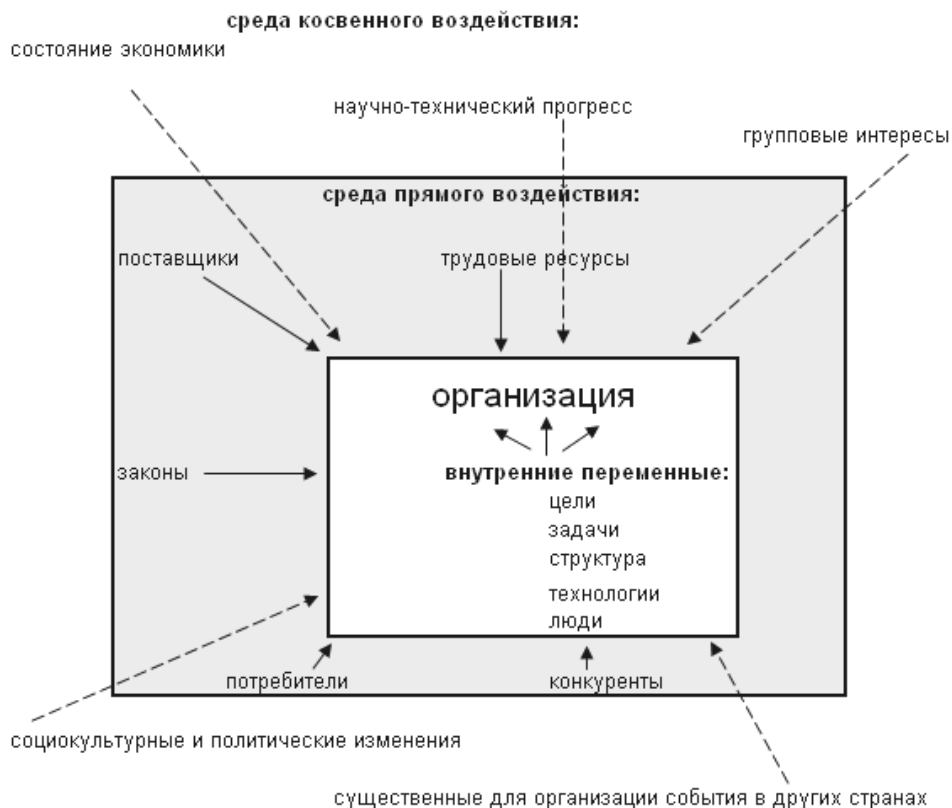 среда косвенного воздействия:
состояние экономики
научно-технический прогресс
групповые интересы
среда прямого воздействия:
поставщики
трудовые ресурсы
организация
законы
внутренние переменные:
цели
задачи
структура
технологии
люди
потребители
конкуренты
социокультурные и политические изменения
существенные для организации события в других странах